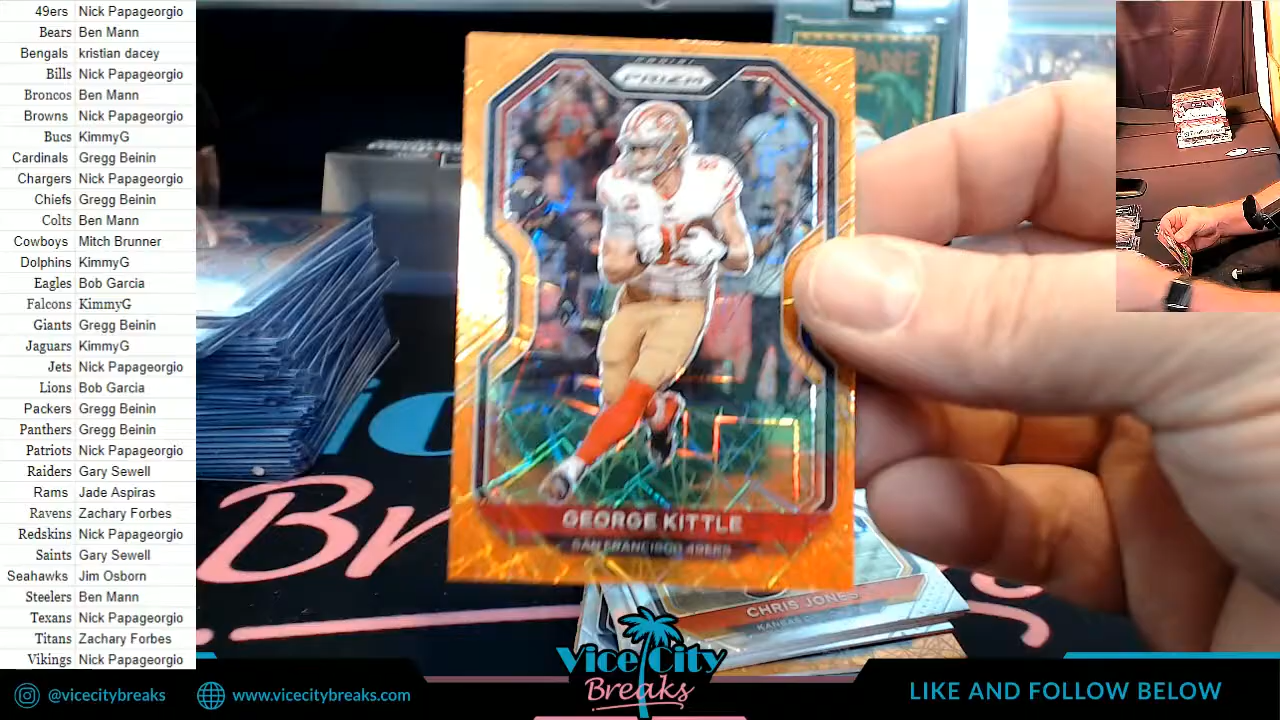 49ers Nick Papageorgio
Bears Ben Mann
Bengals kristian dacey
Bills Nick Papageorgio
Broncos Ben Mann
Browns Nick Papageorgio
Bucs KimmyG
Cardinals Gregg Beinin
Chargers Nick Papageorgio
Chiefs Gregg Beinin
Colts Ben Mann
Cowboys Mitch Brunner
Dolphins KimmyG
Eagles Bob Garcia
Falcons KimmyG
Giants Gregg Beinin
Jaguars KimmyG
Jets Nick Papageorgio
Lions Bob Garcia
Packers Gregg Beinin
Panthers Gregg Beinin
Patriots Nick Papageorgio
Raiders Gary Sewell
Rams Jade Aspiras
Ravens Zachary Forbes
Redskins Nick Papageorgio
Saints Gary Sewell
Seahawks Jim Osborn
Steelers Ben Mann
Texans Nick Papageorgio
Titans Zachary Forbes
Vikings Nick Papageorgio
PANINI
PRIZM
GEORGE KITTLE
SAN FRANCISCO 49ERS
CHRIS JONES
Vice City
Breaks
@vicecitybreaks
www.vicecitybreaks.com
LIKE AND FOLLOW BELOW